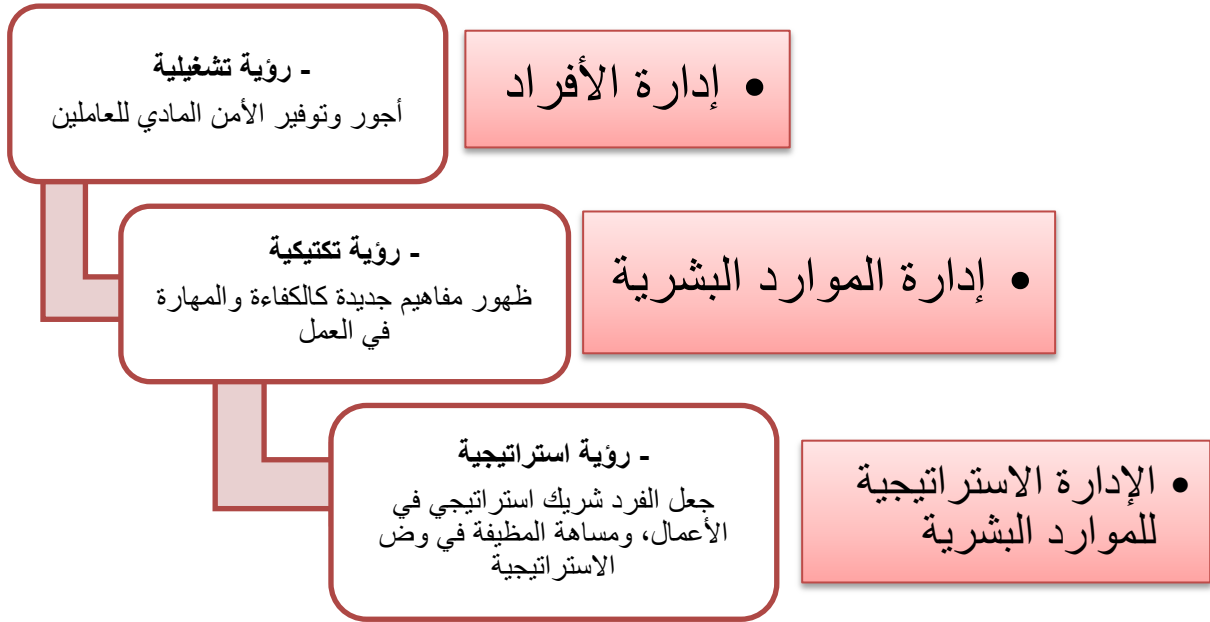 - رؤية تشغيلية
أجور وتوفير الأمن المادي للعاملين
• إدارة الأفراد
- رؤية تكتيكية
ظهور مفاهيم جديدة كالكفاءة والمهارة
في العمل
• إدارة الموارد البشرية
- رؤية استراتيجية
جعل الفرد شريك استراتيجي في
الأعمال، ومساهة المظيفة في وض
الاستراتيجية
• الإدارة الاستراتيجية
للموارد البشرية